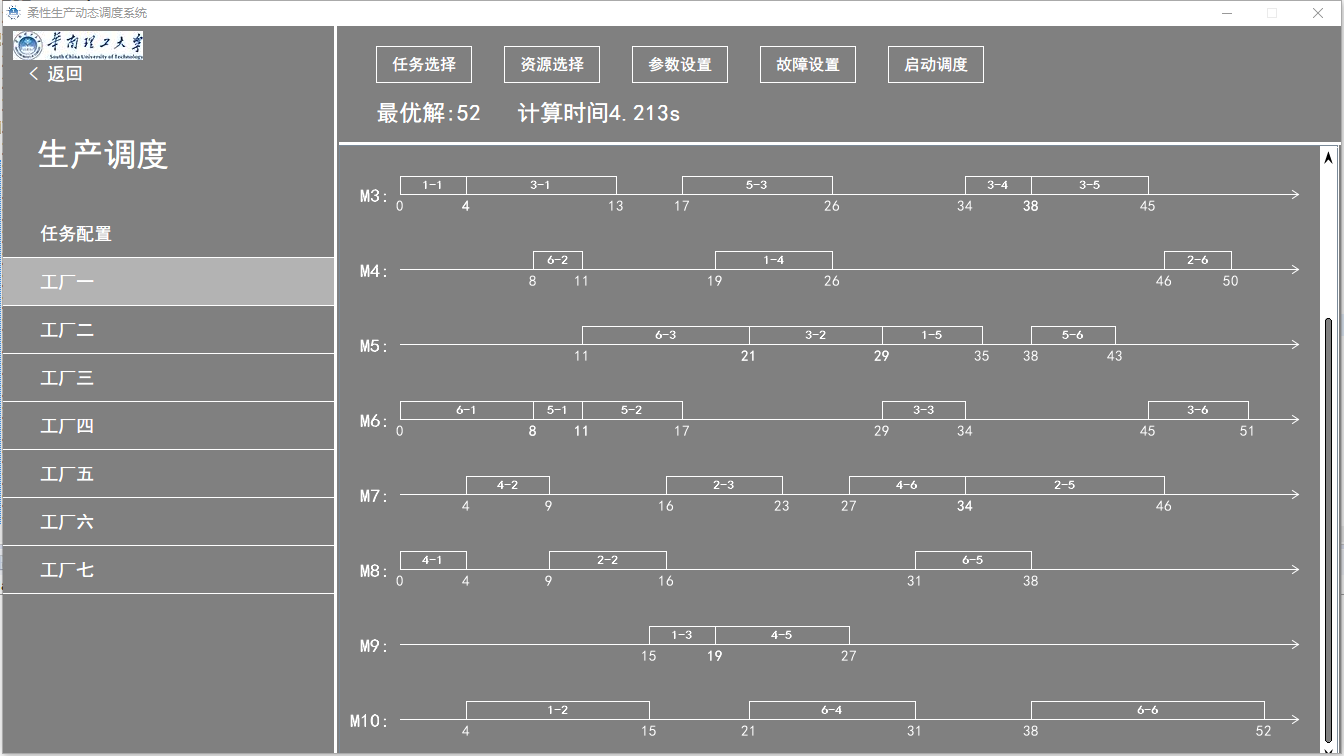 柔性生产动态调度系统
华南理工大学
South China University of Technology
返回
生产调度
任务配置
工厂一
工厂二
工厂三
工厂四
工厂五
工厂六
工厂七
任务选择 资源选择 参数设置 故障设置 启动调度
最优解:52 计算时间4.213s
1-1 3-1 5-3 3-4 3-5
M3:
0 4 13 17 26 34 38 45
6-2 1-4 2-6
M4:
8 11 19 26 46 50
6-3 3-2 1-5 5-6
M5:
11 21 29 35 38 43
6-1 5-1 5-2 3-3 3-6
M6:
0 8 11 17 29 34 45 51
4-2 2-3 4-6 2-5
M7:
4 9 16 23 27 34 46
4-1 2-2 6-5
M8:
0 4 9 16 31 38
1-3 4-5
M9:
15 19 27
1-2 6-4 6-6
M10:
4 15 21 31 38 52